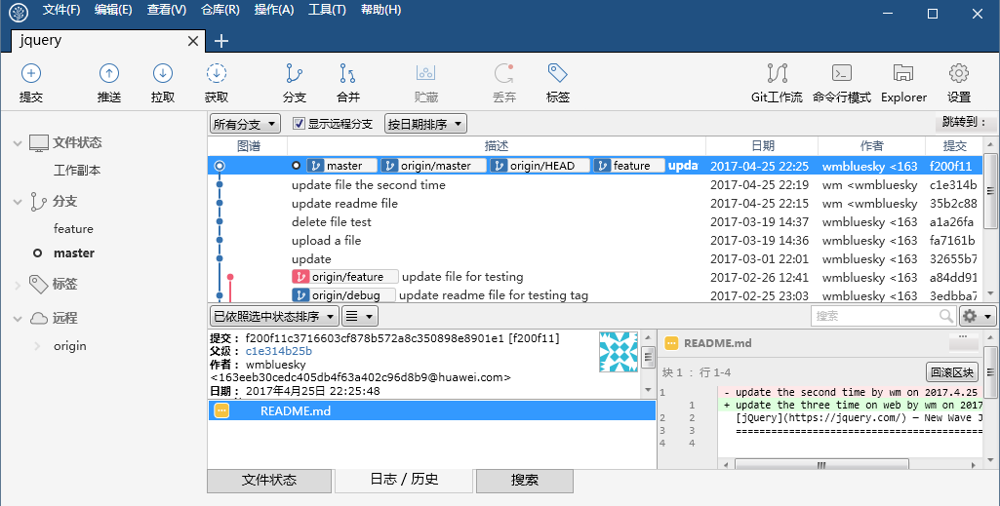 文件(F) 编辑(E) 查看(V) 仓库(R) 操作(A) 工具(T) 帮助(H)
jquery
提交 推送 拉取 获取 分支 合并 贮藏 丢弃 标签 Git工作流 命令行模式 Explorer 设置
文件状态
工作副本
分支
feature
master
标签
远程
origin
所有分支 显示远程分支 按日期排序 跳转到：
图谱 描述 日期 作者 提交
master origin/master origin/HEAD feature upda 2017-04-25 22:25 wmbluesky <163 f200f11
update file the second time 2017-04-25 22:19 wm <wmbluesky c1e314b
update readme file 2017-04-25 22:15 wm <wmbluesky 35b2c88
delete file test 2017-03-19 14:37 wmbluesky <163 a1a26fa
upload a file 2017-03-19 14:36 wmbluesky <163 fa7161b
update 2017-03-01 22:01 wmbluesky <163 32655b7
origin/feature update file for testing 2017-02-26 12:41 wmbluesky <163 a84dd91
origin/debug update readme file for testing tag 2017-02-25 23:03 wmbluesky <163 3edbba7
已依照选中状态排序 搜索
提交： f200f11c3716603cf878b572a8c350898e8901e1 [f200f11]
父级： c1e314b25b
作者： wmbluesky
<163eeb30cedc405db4f63a402c96d8b9@huawei.com>
日期： 2017年4月25日 22:25:48
README.md
README.md
块 1 ：行 1-4 回滚区块
1 - update the second time by wm on 2017.4.25
1 + update the three time on web by wm on 2017
2 2 [jQuery](https://jquery.com/) — New Wave J
3 3 ==========================================
4 4
文件状态 日志 / 历史 搜索